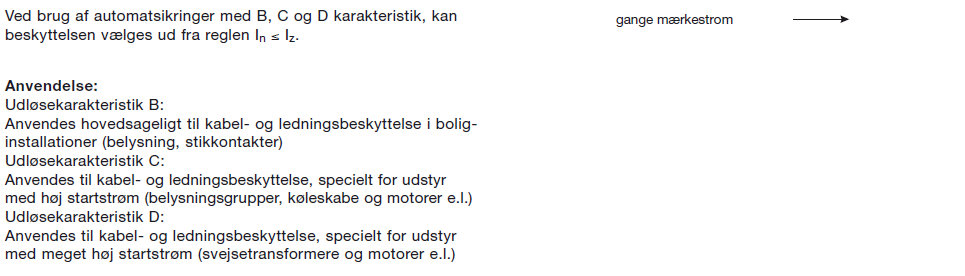 Ved brug af automatsikringer med B, C og D karakteristik, kan
beskyttelsen vælges ud fra reglen In ≤ Iz.
gange mærkestrom
Anvendelse:
Udløsekarakteristik B:
Anvendes hovedsageligt til kabel- og ledningsbeskyttelse i bolig-
installationer (belysning, stikkontakter)
Udløsekarakteristik C:
Anvendes til kabel- og ledningsbeskyttelse, specielt for udstyr
med høj startstrøm (belysningsgrupper, køleskabe og motorer e.l.)
Udløsekarakteristik D:
Anvendes til kabel- og ledningsbeskyttelse, specielt for udstyr
med meget høj startstrøm (svejsetransformere og motorer e.l.)